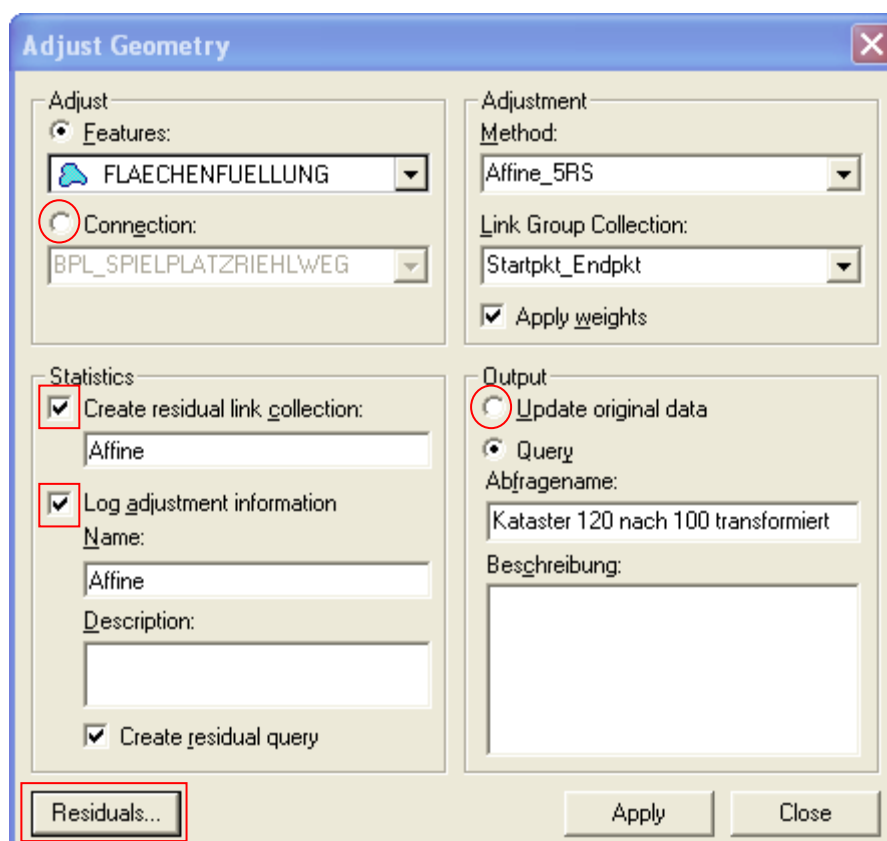 Adjust Geometry
Adjust
Features:
FLAECHENFUELLUNG
Connection:
BPL_SPIELPLATZRIEHLWEG
Adjustment
Method:
Affine_5RS
Link Group Collection:
Startpkt_Endpkt
Apply weights
Statistics
Create residual link collection:
Affine
Log adjustment information
Name:
Affine
Description:
Create residual query
Output
Update original data
Query
Abfragename:
Kataster 120 nach 100 transformiert
Beschreibung:
Residuals...
Apply
Close